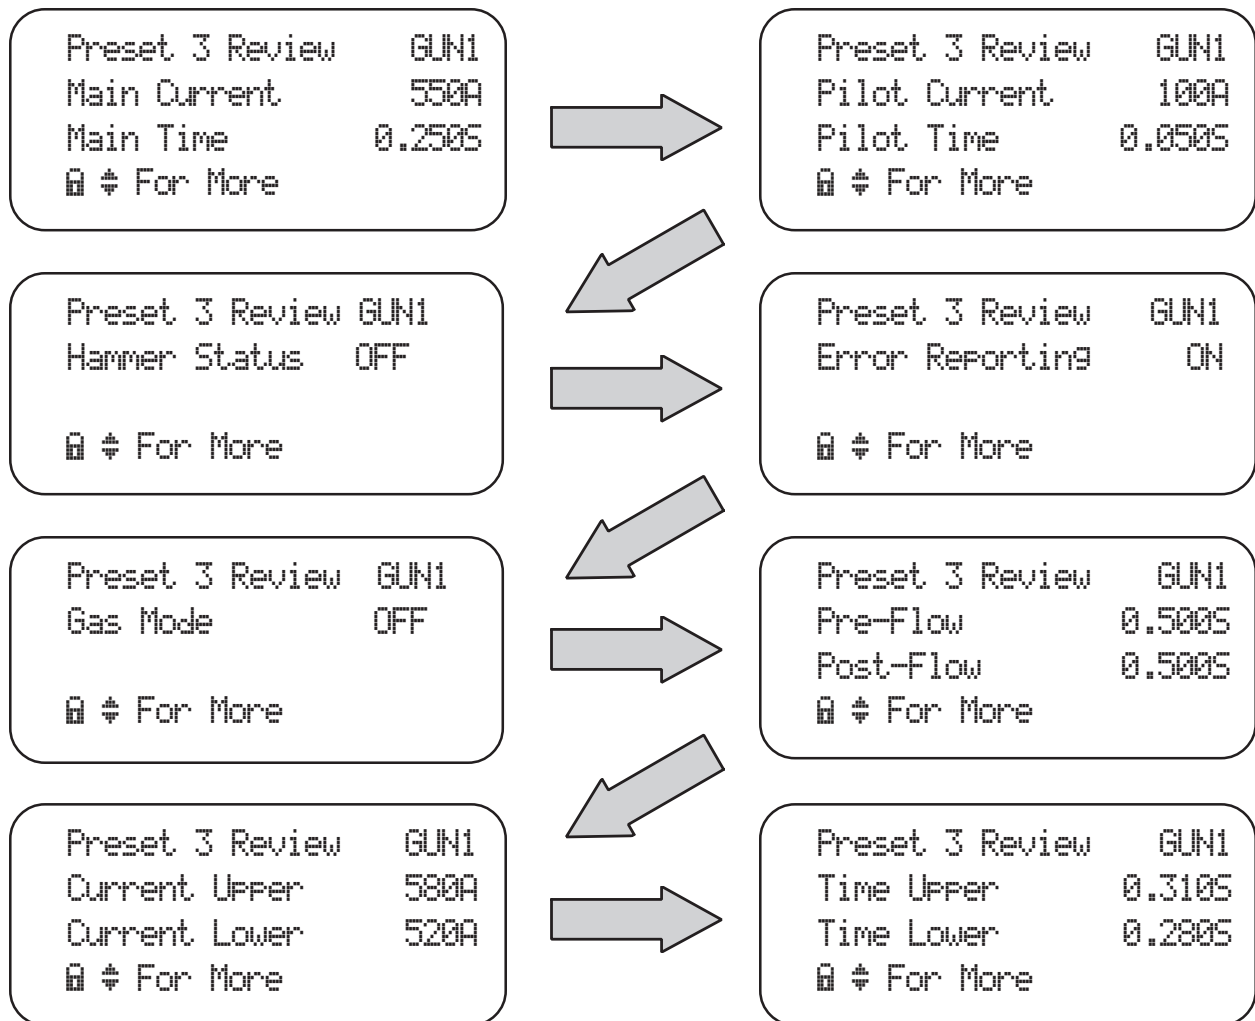 Preset 3 Review GUN1
Main Current 550A
Main Time 0.250S
For More
Preset 3 Review GUN1
Pilot Current 100A
Pilot Time 0.050S
For More
Preset 3 Review GUN1
Hammer Status OFF
For More
Preset 3 Review GUN1
Error Reporting ON
For More
Preset 3 Review GUN1
Gas Mode OFF
For More
Preset 3 Review GUN1
Pre-Flow 0.500S
Post-Flow 0.500S
For More
Preset 3 Review GUN1
Current Upper 580A
Current Lower 520A
For More
Preset 3 Review GUN1
Time Upper 0.310S
Time Lower 0.280S
For More